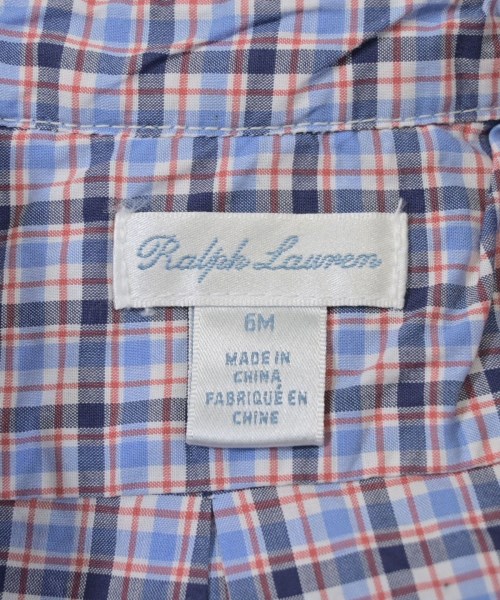 Ralph Lauren
6M
MADE IN
CHINA
FABRIQUÉ EN
CHINE